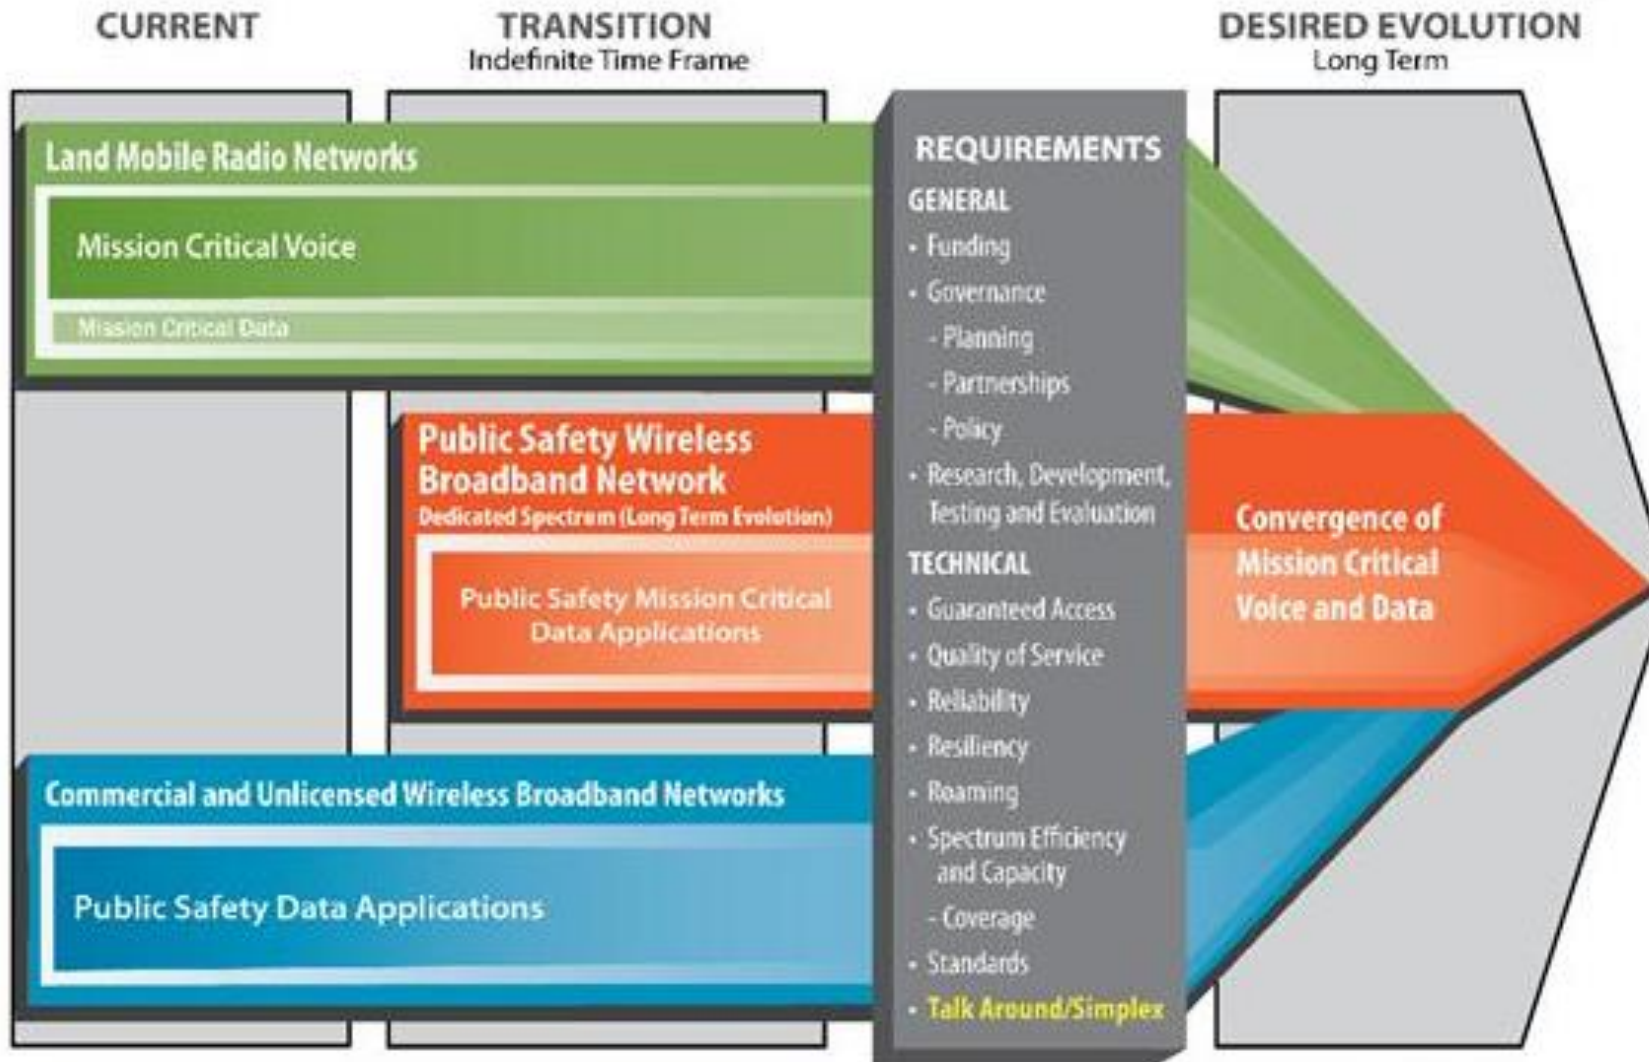 CURRENT
TRANSITION
Indefinite Time Frame
DESIRED EVOLUTION
Long Term
Land Mobile Radio Networks
Mission Critical Voice
Mission Critical Data
Public Safety Wireless
Broadband Network
Dedicated Spectrum (Long Term Evolution)
Public Safety Mission Critical
Data Applications
Commercial and Unlicensed Wireless Broadband Networks
Public Safety Data Applications
REQUIREMENTS
GENERAL
• Funding
• Governance
- Planning
- Partnerships
- Policy
• Research, Development,
Testing and Evaluation
TECHNICAL
• Guaranteed Access
• Quality of Service
• Reliability
• Resiliency
• Roaming
• Spectrum Efficiency
and Capacity
- Coverage
• Standards
• Talk Around/Simplex
Convergence of
Mission Critical
Voice and Data